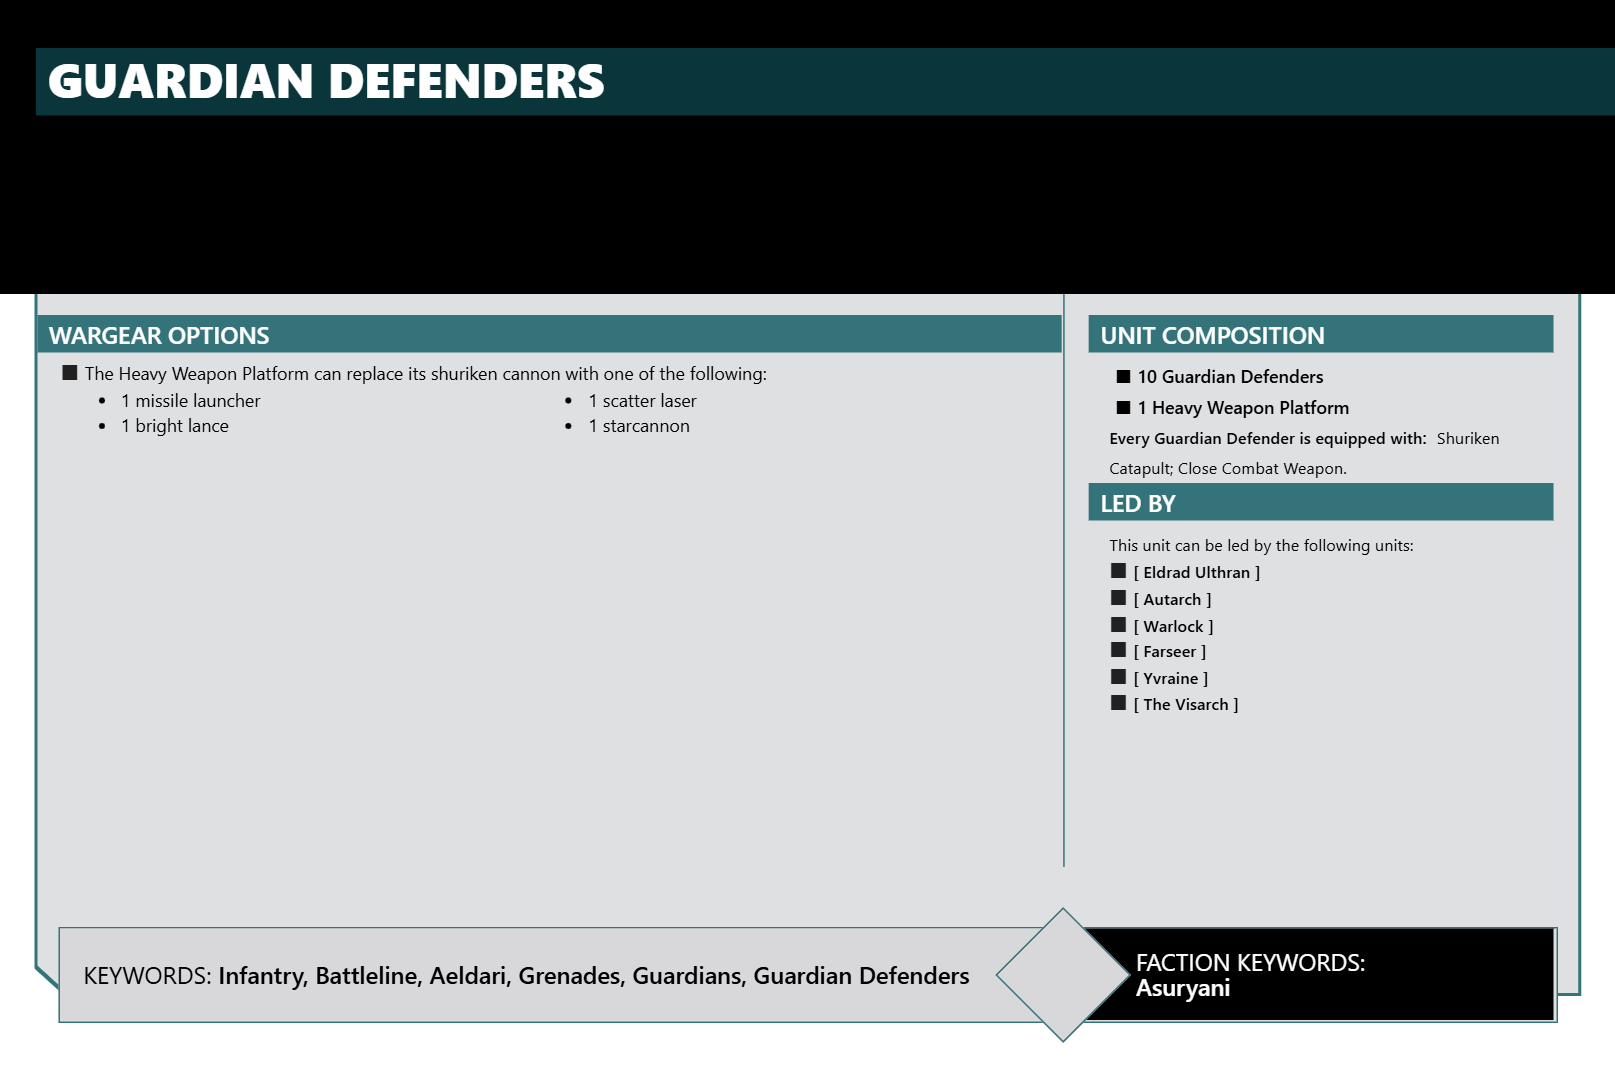 GUARDIAN DEFENDERS
WARGEAR OPTIONS
The Heavy Weapon Platform can replace its shuriken cannon with one of the following:
• 1 missile launcher
• 1 bright lance
• 1 scatter laser
• 1 starcannon
UNIT COMPOSITION
■ 10 Guardian Defenders
■ 1 Heavy Weapon Platform
Every Guardian Defender is equipped with: Shuriken
Catapult; Close Combat Weapon.
LED BY
This unit can be led by the following units:
■ [ Eldrad Ulthran ]
■ [ Autarch ]
■ [ Warlock ]
■ [ Farseer ]
■ [ Yvraine ]
■ [ The Visarch ]
KEYWORDS: Infantry, Battleline, Aeldari, Grenades, Guardians, Guardian Defenders
FACTION KEYWORDS:
Asuryani